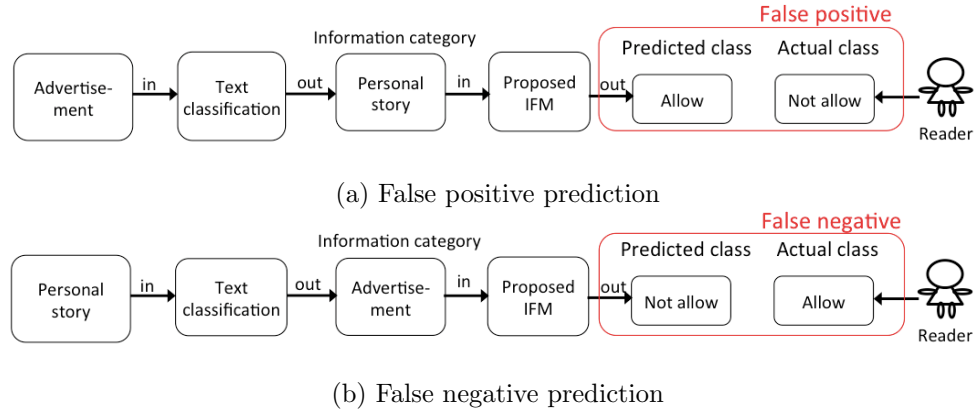 False positive
Information category
Predicted class
Actual class
Advertise-
ment
in
Text
classification
out
Personal
story
in
Proposed
IFM
out
Allow
Not allow
Reader
(a) False positive prediction
False negative
Information category
Predicted class
Actual class
Personal
story
in
Text
classification
out
Advertise-
ment
in
Proposed
IFM
out
Not allow
Allow
Reader
(b) False negative prediction